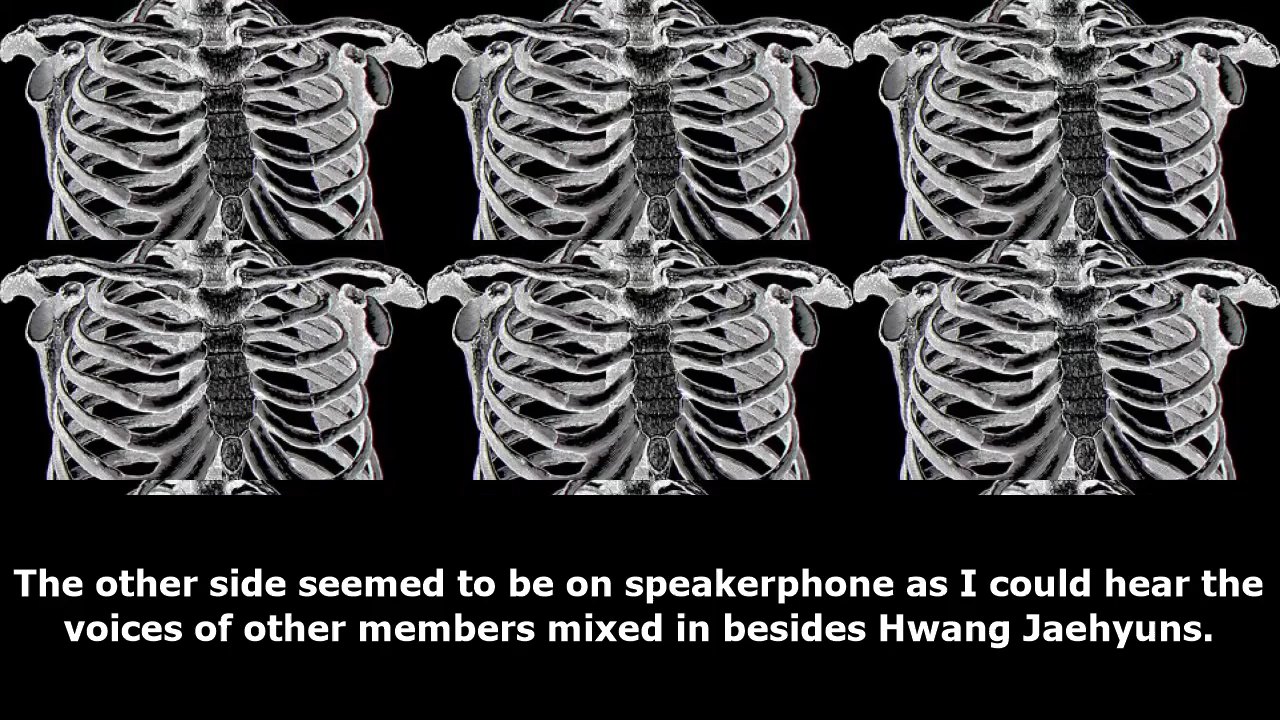 The other side seemed to be on speakerphone as I could hear the
voices of other members mixed in besides Hwang Jaehyuns.